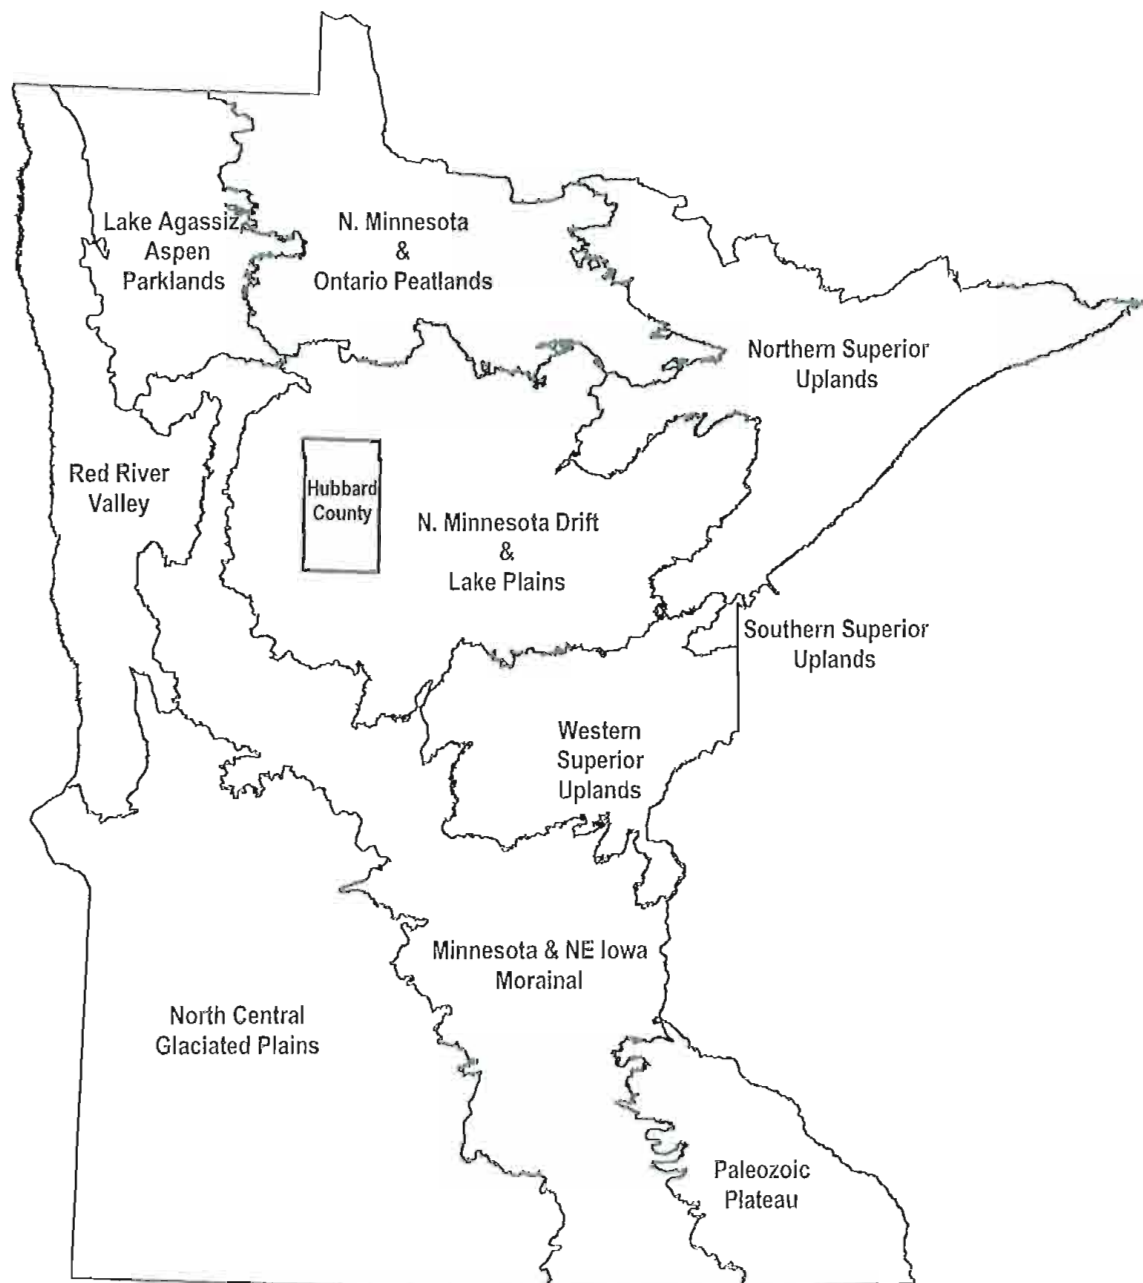 Lake Agassiz
Aspen
Parklands
N. Minnesota
&
Ontario Peatlands
Northern Superior
Uplands
Red River
Valley
Hubbard
County
N. Minnesota Drift
&
Lake Plains
Southern Superior
Uplands
Western
Superior
Uplands
Minnesota & NE Iowa
Morainal
North Central
Glaciated Plains
Paleozoic
Plateau